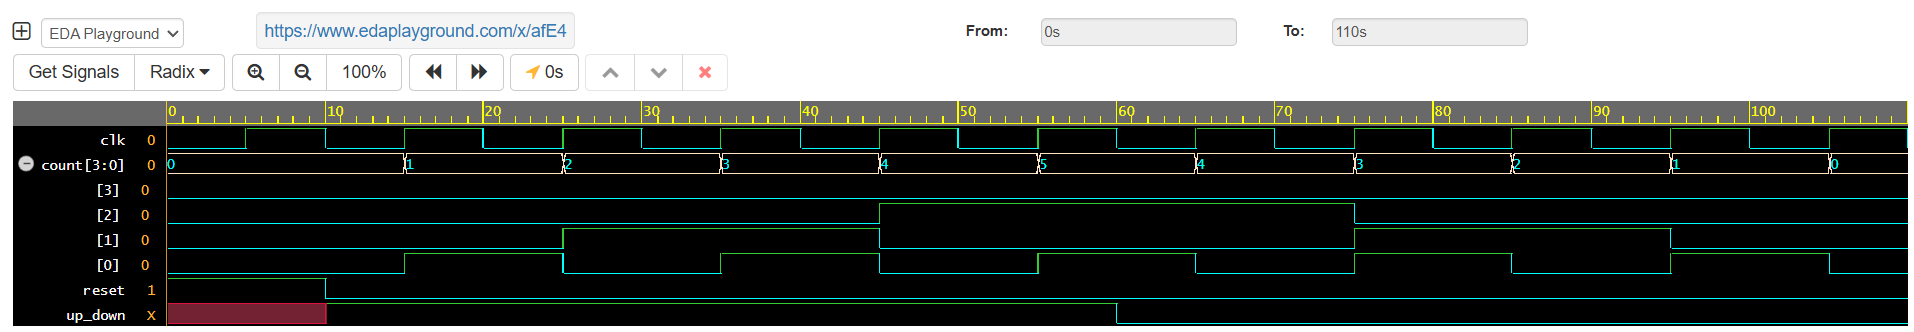 EDA Playground https://www.edaplayground.com/x/afE4 From: 0s To: 110s
Get Signals Radix 100% 0s
0 10 20 30 40 50 60 70 80 90 100
clk 0
count[3:0] 0 0 1 2 3 4 5 4 3 2 1 0
[3] 0
[2] 0
[1] 0
[0] 0
reset 1
up_down x